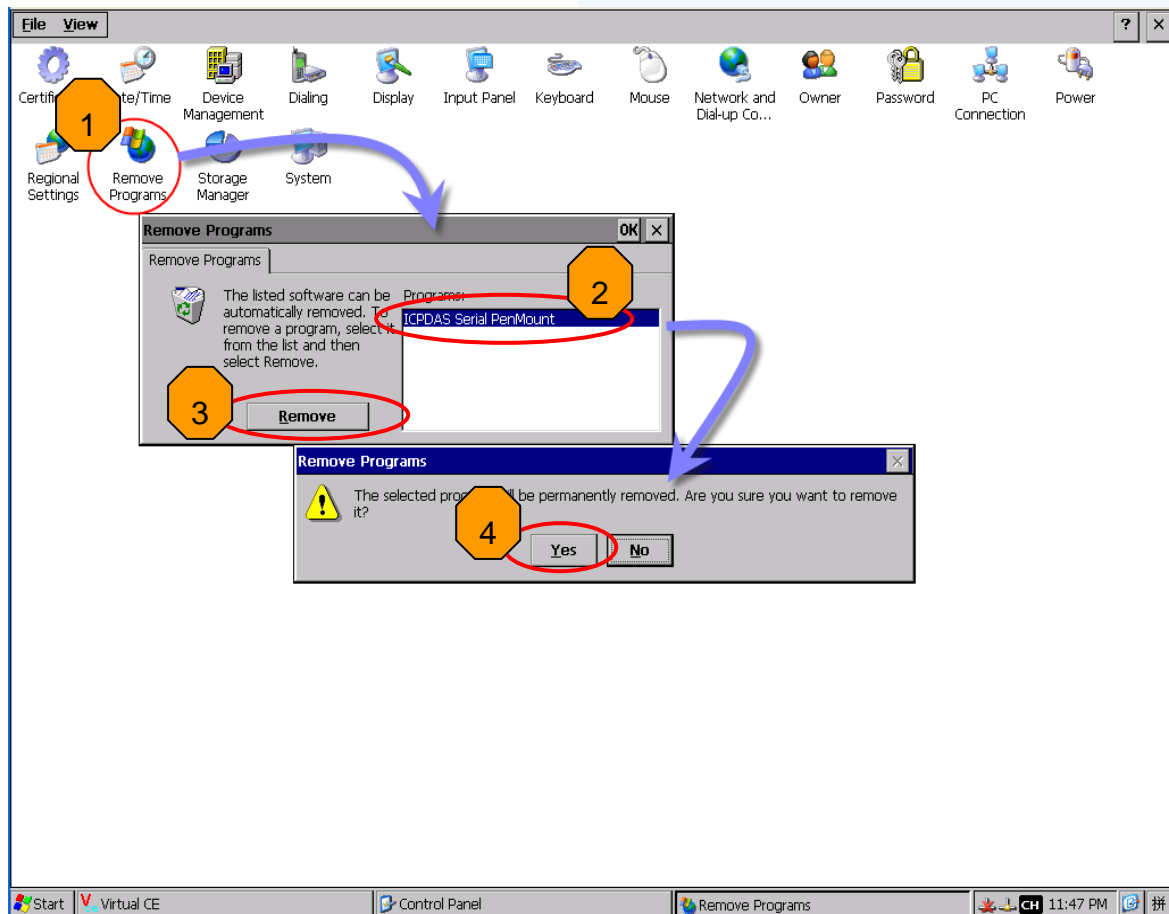 File View ? ×
Certifi te/Time Device Management Dialing Display Input Panel Keyboard Mouse Network and Dial-up Co... Owner Password PC Connection Power
1
Regional Settings Remove Programs Storage Manager System
Remove Programs OK ×
Remove Programs
The listed software can be
automatically removed. To
remove a program, select it
from the list and then
select Remove.
Programs:
2
ICPDAS Serial PenMount
3
Remove
Remove Programs ×
The selected prog ll be permanently removed. Are you sure you want to remove
it?
4
Yes No
Start Virtual CE Control Panel Remove Programs CH 11:47 PM 拼